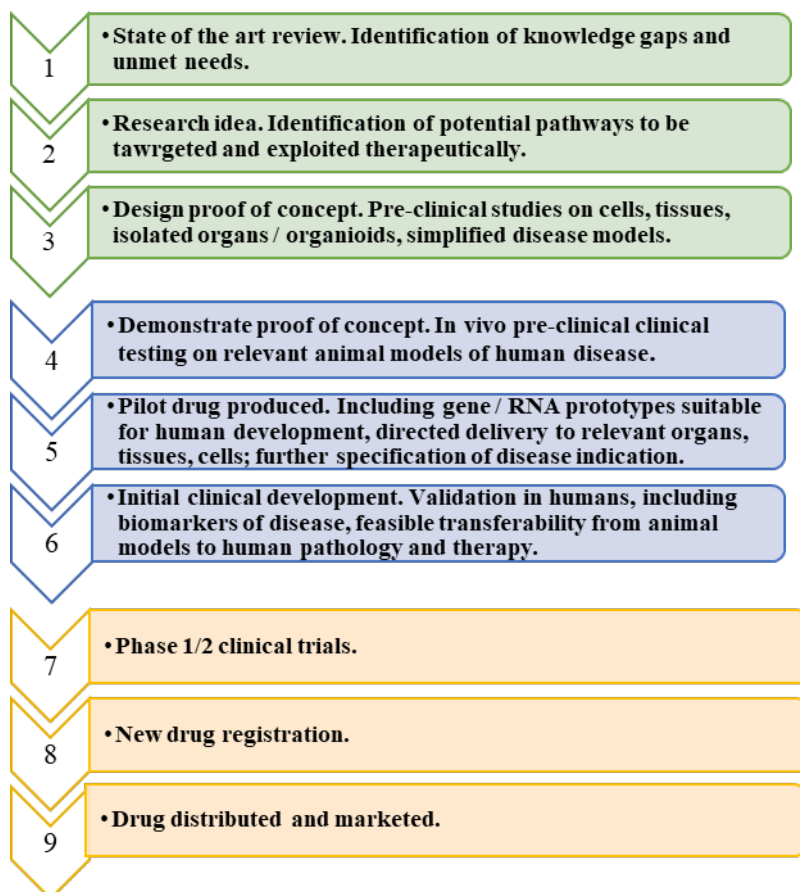 • State of the art review. Identification of knowledge gaps and
unmet needs.
1
• Research idea. Identification of potential pathways to be
tawrgeted and exploited therapeutically.
2
• Design proof of concept. Pre-clinical studies on cells, tissues,
isolated organs / organioids, simplified disease models.
3
• Demonstrate proof of concept. In vivo pre-clinical clinical
testing on relevant animal models of human disease.
4
• Pilot drug produced. Including gene / RNA prototypes suitable
for human development, directed delivery to relevant organs,
tissues, cells; further specification of disease indication.
5
• Initial clinical development. Validation in humans, including
biomarkers of disease, feasible transferability from animal
models to human pathology and therapy.
6
• Phase 1/2 clinical trials.
7
• New drug registration.
8
• Drug distributed and marketed.
9